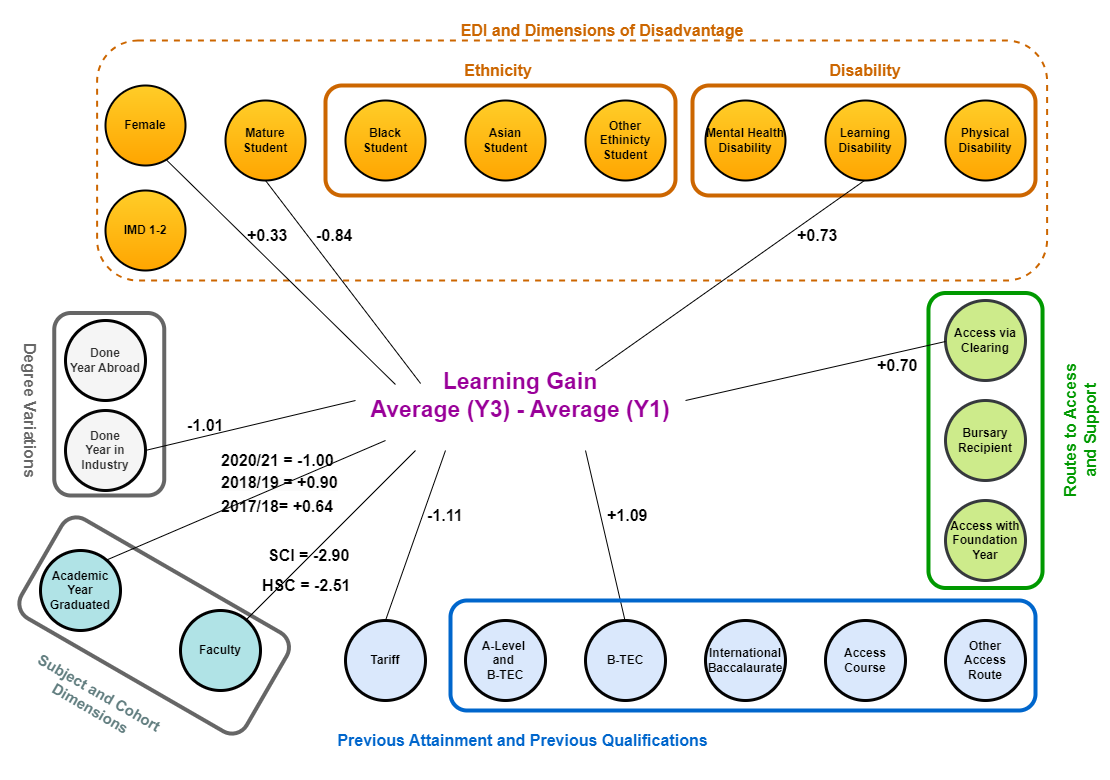 EDI and Dimensions of Disadvantage
Ethnicity
Disability
Female
Mature
Student
Black
Student
Asian
Student
Other
Ethinicty
Student
Mental Health
Disability
Learning
Disability
Physical
Disability
IMD 1-2
+0.33
-0.84
+0.73
Degree Variations
Done
Year Abroad
Done
Year in
Industry
-1.01
Learning Gain
Average (Y3) - Average (Y1)
+0.70
Access via
Clearing
Bursary
Recipient
Access with
Foundation
Year
Routes to Access
and Support
2020/21 = -1.00
2018/19 = +0.90
2017/18= +0.64
SCI = -2.90
HSC = -2.51
-1.11
+1.09
Academic
Year
Graduated
Faculty
Subject and Cohort
Dimensions
Tariff
A-Level
and
B-TEC
B-TEC
International
Baccalaurate
Access
Course
Other
Access
Route
Previous Attainment and Previous Qualifications